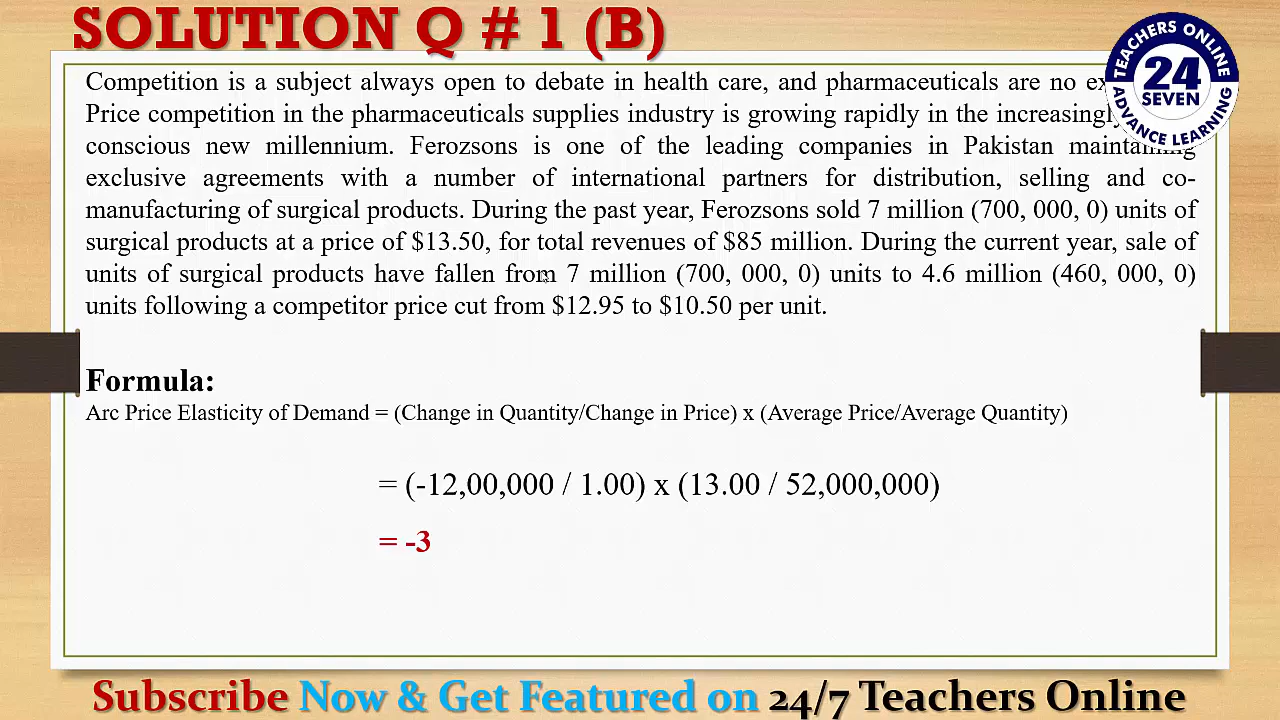 SOLUTION Q # 1 (B)
TEACHERS ONLINE
24
SEVEN
ADVANCE LEARNING
Competition is a subject always open to debate in health care, and pharmaceuticals are no
Price competition in the pharmaceuticals supplies industry is growing rapidly in the increasingly
conscious new millennium. Ferozsons is one of the leading companies in Pakistan maintaining
exclusive agreements with a number of international partners for distribution, selling and co-
manufacturing of surgical products. During the past year, Ferozsons sold 7 million (700, 000, 0) units of
surgical products at a price of $13.50, for total revenues of $85 million. During the current year, sale of
units of surgical products have fallen from 7 million (700, 000, 0) units to 4.6 million (460, 000, 0)
units following a competitor price cut from $12.95 to $10.50 per unit.
Formula:
Arc Price Elasticity of Demand = (Change in Quantity/Change in Price) x (Average Price/Average Quantity)
= (-12,00,000 / 1.00) x (13.00 / 52,000,000)
= -3
Subscribe Now & Get Featured on 24/7 Teachers Online